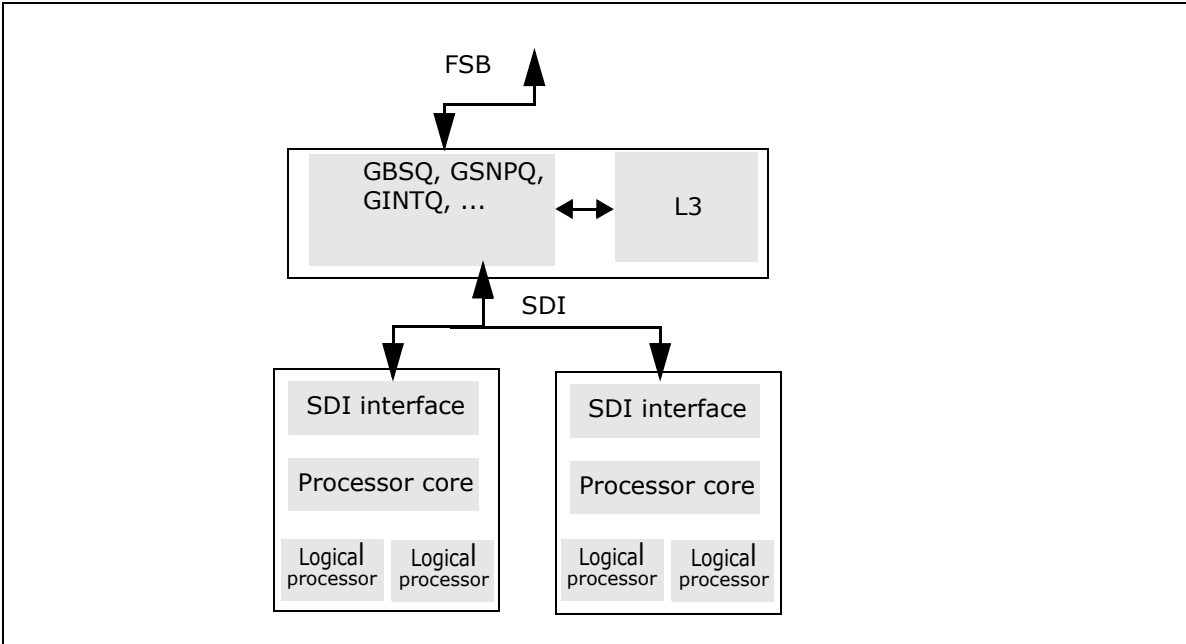 FSB
GBSQ, GSNPQ,
GINTQ, ...
L3
SDI
SDI interface
Processor core
Logical
processor
Logical
processor
SDI interface
Processor core
Logical
processor
Logical
processor